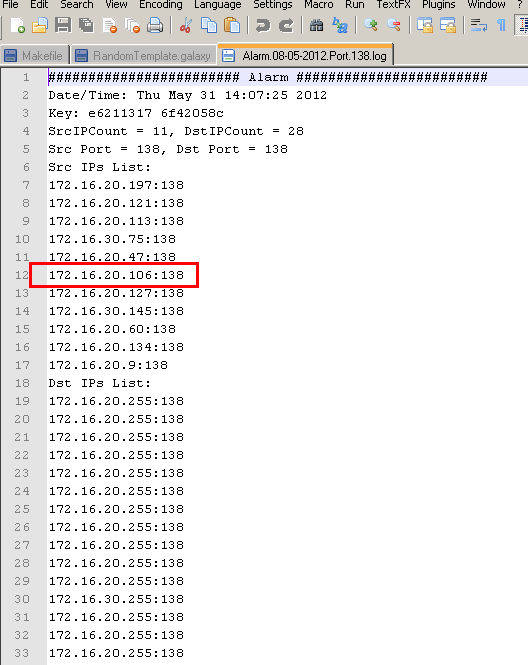 File Edit Search View Encoding Language Settings Macro Run TextFX Plugins Window ?
Makefile RandomTemplate.galaxy Alarm.08-05-2012.Port.138.log
1 ######################## Alarm ########################
2 Date/Time: Thu May 31 14:07:25 2012
3 Key: e6211317 6f42058c
4 SrcIPCount = 11, DstIPCount = 28
5 Src Port = 138, Dst Port = 138
6 Src IPs List:
7 172.16.20.197:138
8 172.16.20.121:138
9 172.16.20.113:138
10 172.16.30.75:138
11 172.16.20.47:138
12 172.16.20.106:138
13 172.16.20.127:138
14 172.16.30.145:138
15 172.16.20.60:138
16 172.16.20.134:138
17 172.16.20.9:138
18 Dst IPs List:
19 172.16.20.255:138
20 172.16.20.255:138
21 172.16.20.255:138
22 172.16.20.255:138
23 172.16.20.255:138
24 172.16.20.255:138
25 172.16.20.255:138
26 172.16.20.255:138
27 172.16.20.255:138
28 172.16.20.255:138
29 172.16.20.255:138
30 172.16.30.255:138
31 172.16.20.255:138
32 172.16.20.255:138
33 172.16.20.255:138